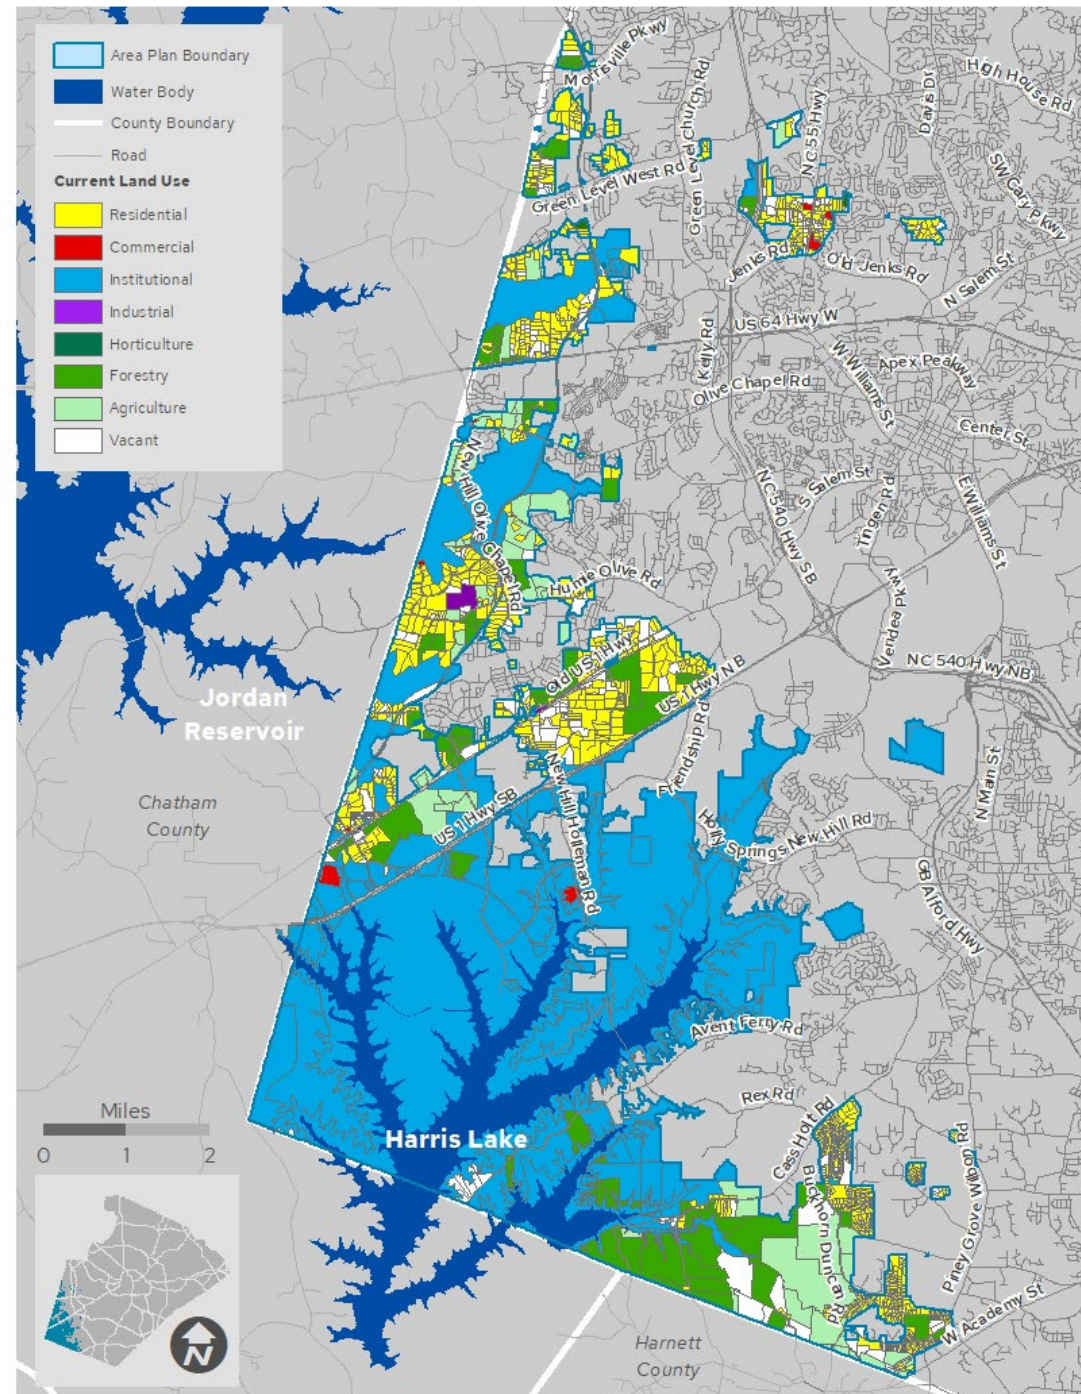 Area Plan Boundary
Water Body
County Boundary
Road
Current Land Use
Residential
Commercial
Institutional
Industrial
Horticulture
Forestry
Agriculture
Vacant
Morrisville Pkwy
High House Rd
Davis Dr
NC 55 Hwy
Green Level Church Rd
SW Cary Pkwy
Green Level West Rd
Jenks Rd
Old Jenks Rd
N Salem St
US 64 Hwy W
Kelly Rd
W Williams St
Apex Peakway
Olive Chapel Rd
Center St
New Hill Olive Chapel Rd
NC 540 Hwy SB
S Salem St
E Williams St
Tingen Rd
Humie Olive Rd
Veridea Pkwy
Old US 1 Hwy
US 1 Hwy NB
NC 540 Hwy NB
Jordan
Reservoir
Friendship Rd
New Hill Holleman Rd
N Main St
Chatham
County
US 1 Hwy SB
Holly Springs New Hill Rd
GB Alford Hwy
Avent Ferry Rd
Rex Rd
Cass Holt Rd
Miles
0 1 2
Harris Lake
Buckhorn Duncan Rd
Piney Grove Wilbon Rd
W Academy St
Harnett
County
N